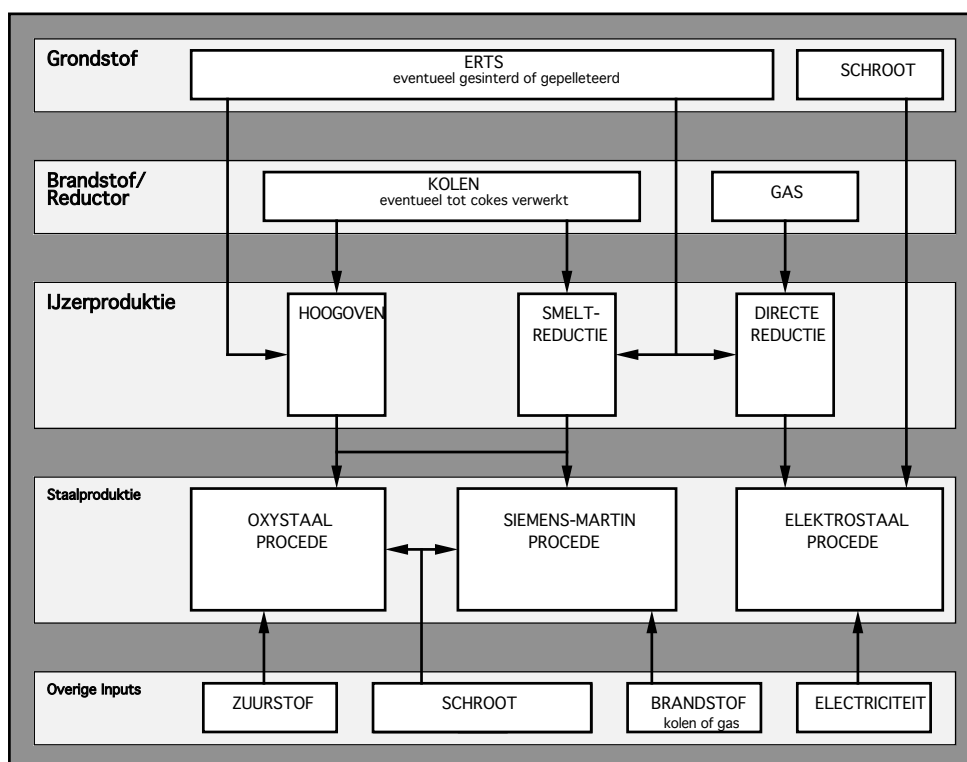 Grondstof
ERTS
eventueel gesinterd of gepelleteerd
SCHROOT
Brandstof/
Reductor
KOLEN
eventueel tot cokes verwerkt
GAS
IJzerproduktie
HOOGOVEN
SMELT-
REDUCTIE
DIRECTE
REDUCTIE
Staalproduktie
OXYSTAAL
PROCEDE
SIEMENS-MARTIN
PROCEDE
ELEKTROSTAAL
PROCEDE
Overige Inputs
ZUURSTOF
SCHROOT
BRANDSTOF
kolen of gas
ELECTRICITEIT